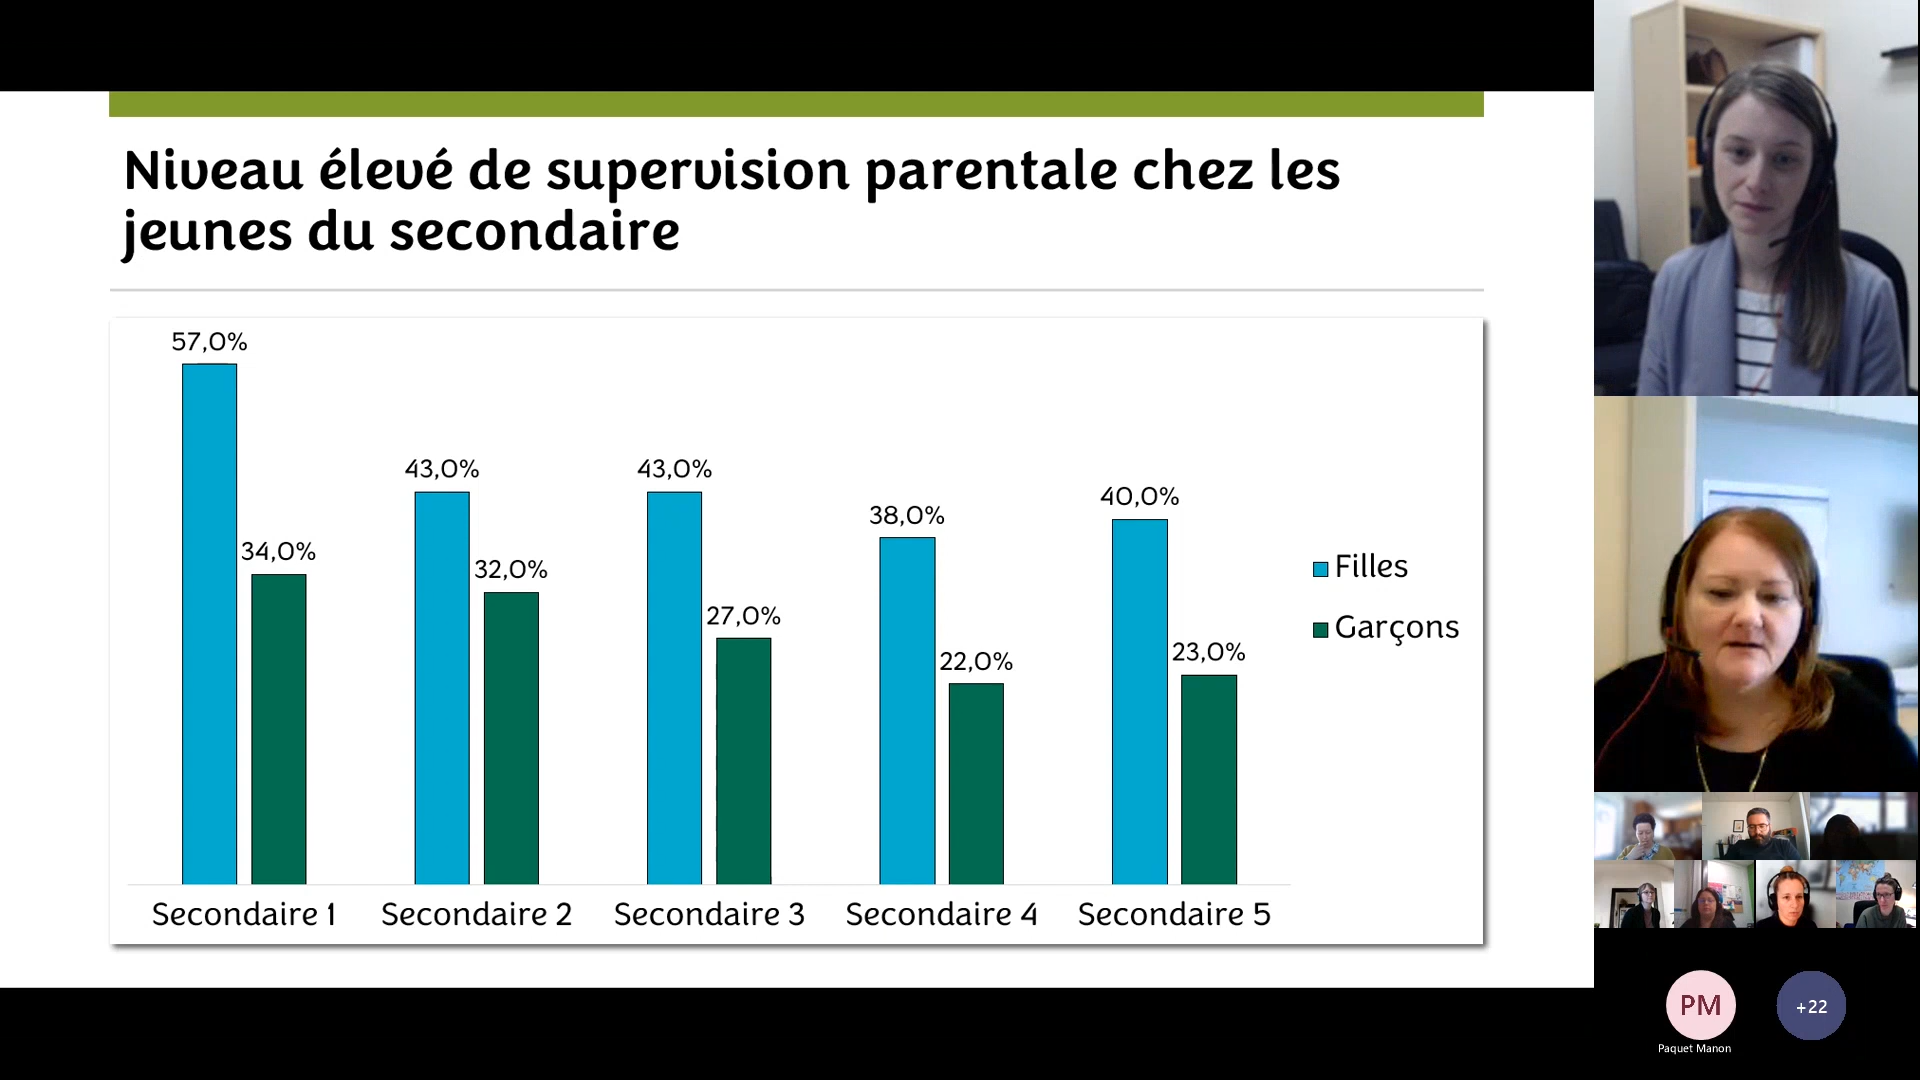 Niveau élevé de supervision parentale chez les
jeunes du secondaire
57,0%
34,0%
43,0%
32,0%
43,0%
27,0%
38,0%
22,0%
40,0%
23,0%
Filles
Garçons
Secondaire 1
Secondaire 2
Secondaire 3
Secondaire 4
Secondaire 5
PM
+22
Paquet Manon